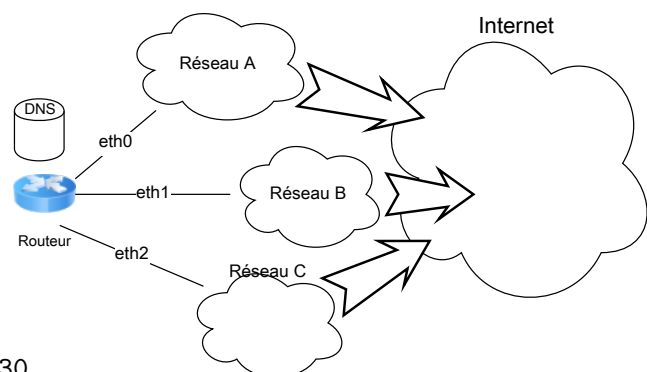 Internet
Réseau A
DNS
eth0
eth1
Réseau B
Routeur
eth2
Réseau C
30